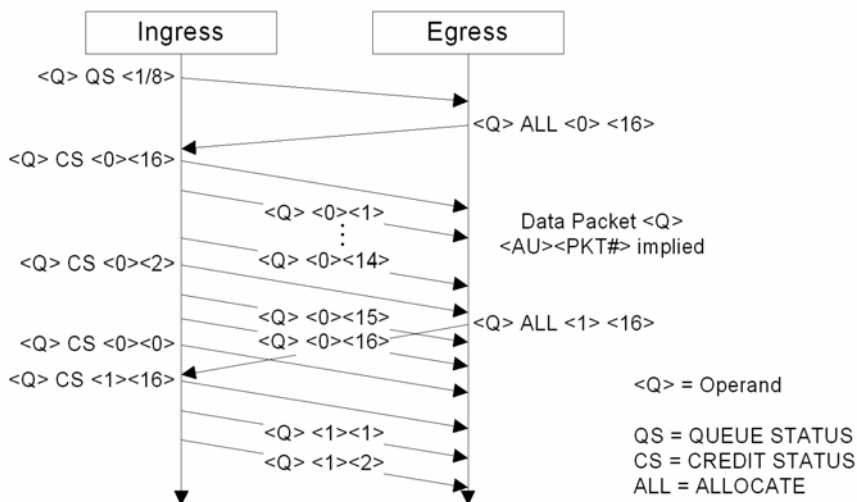 Ingress
Egress
<Q> QS <1/8>
<Q> ALL <0> <16>
<Q> CS <0><16>
<Q> <0><1>
Data Packet <Q>
<AU><PKT#> implied
<Q> <0><14>
<Q> CS <0><2>
<Q> <0><15>
<Q> ALL <1> <16>
<Q> <0><16>
<Q> CS <0><0>
<Q> CS <1><16>
<Q> = Operand
<Q> <1><1>
QS = QUEUE STATUS
<Q> <1><2>
CS = CREDIT STATUS
ALL = ALLOCATE